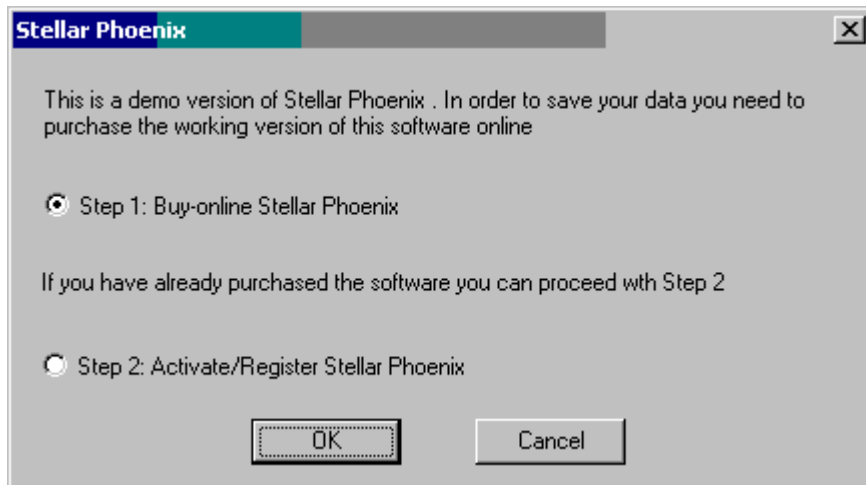 Stellar Phoenix
This is a demo version of Stellar Phoenix . In order to save your data you need to
purchase the working version of this software online
Step 1: Buy-online Stellar Phoenix
If you have already purchased the software you can proceed wth Step 2
Step 2: Activate/Register Stellar Phoenix
OK
Cancel